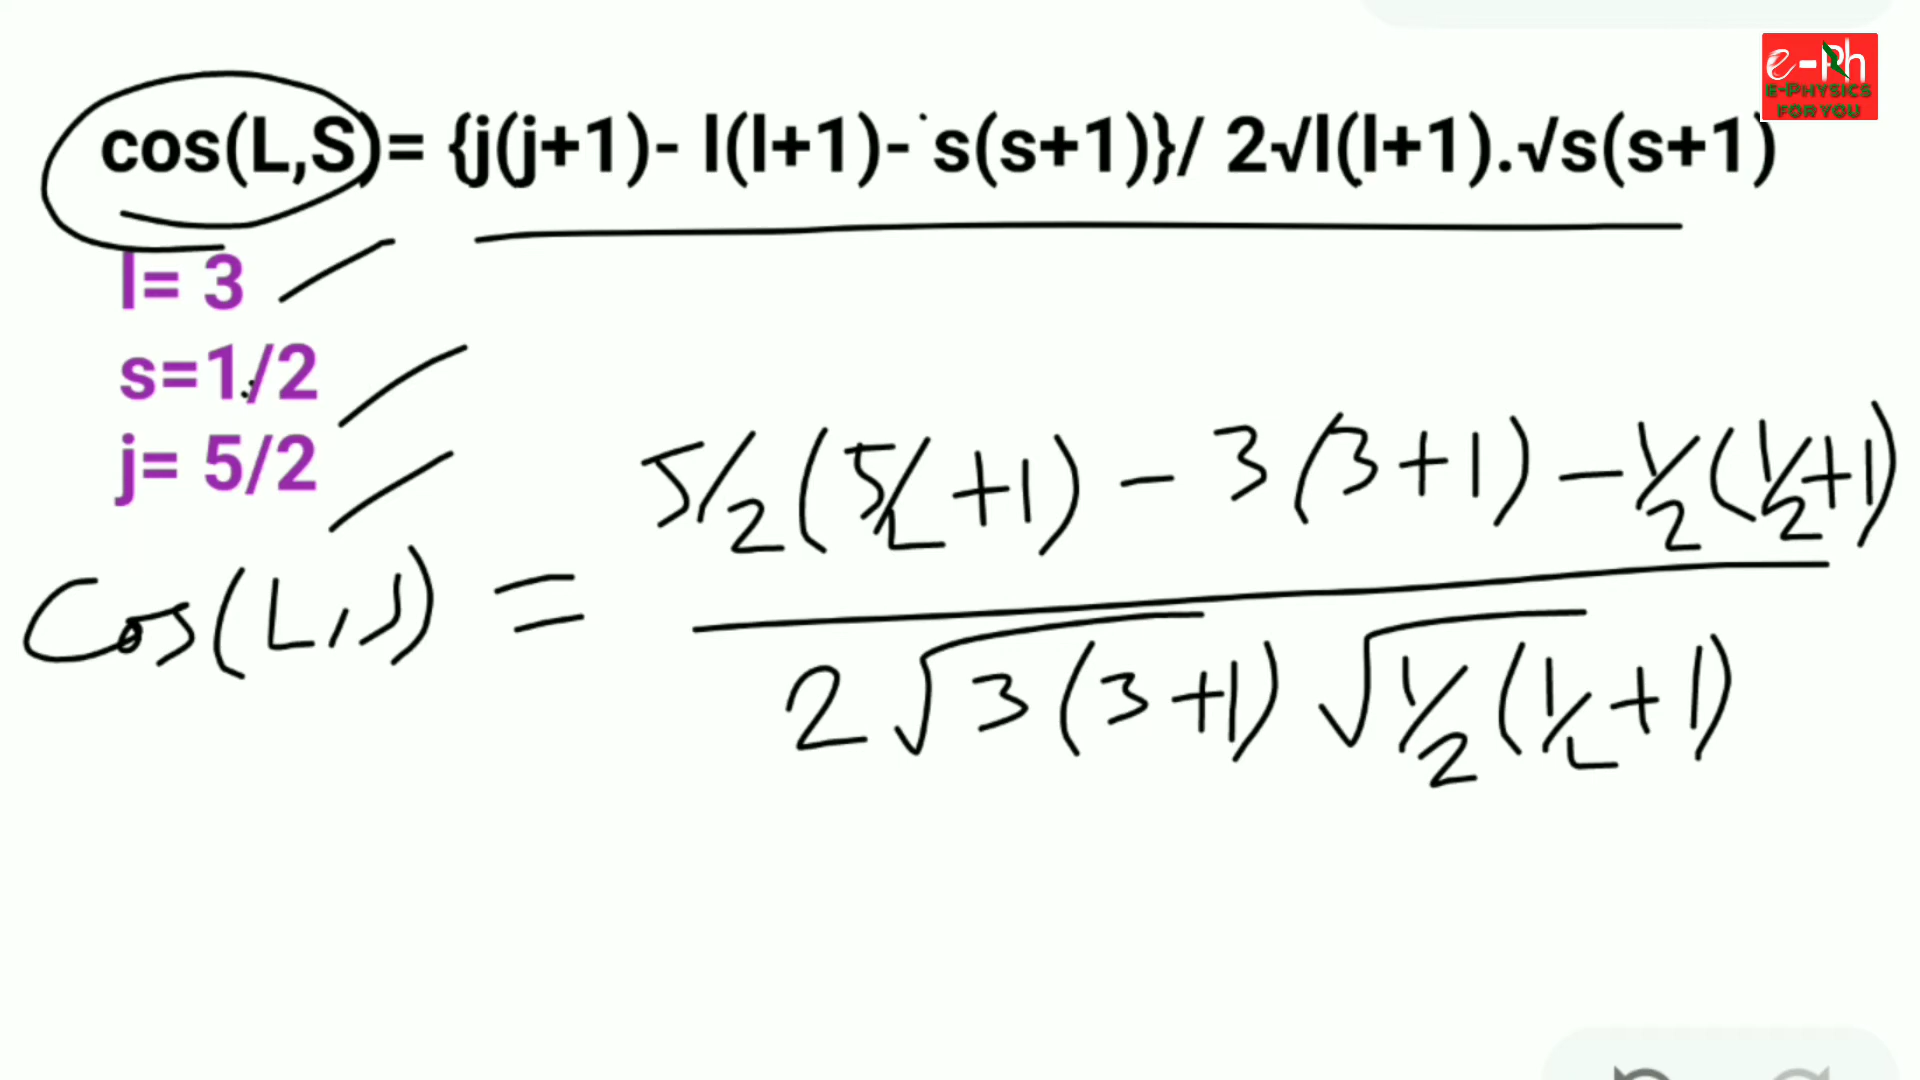 e-Ph
E-PHYSICS
FOR YOU
cos(L,S)= {j(j+1)- l(l+1)- s(s+1)}/ 2√l(l+1).√s(s+1)
l= 3
s=1/2
j= 5/2
Cos(L,S) = 5/2(5/2+1) - 3(3+1) - 1/2(1/2+1)
2√3(3+1) √1/2(1/2+1)